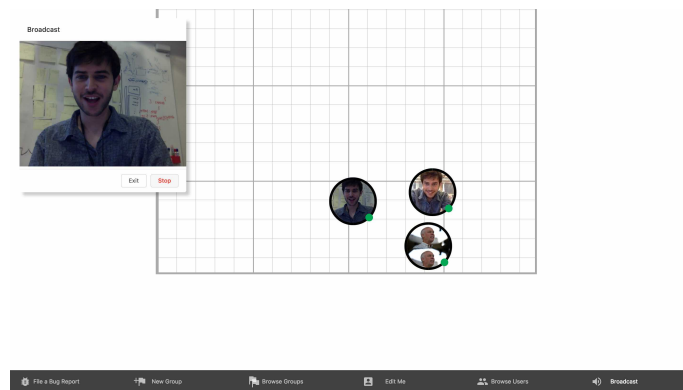 Broadcast
Exit
Stop
File a Bug Report
New Group
Browse Groups
Edit Me
Browse Users
Broadcast